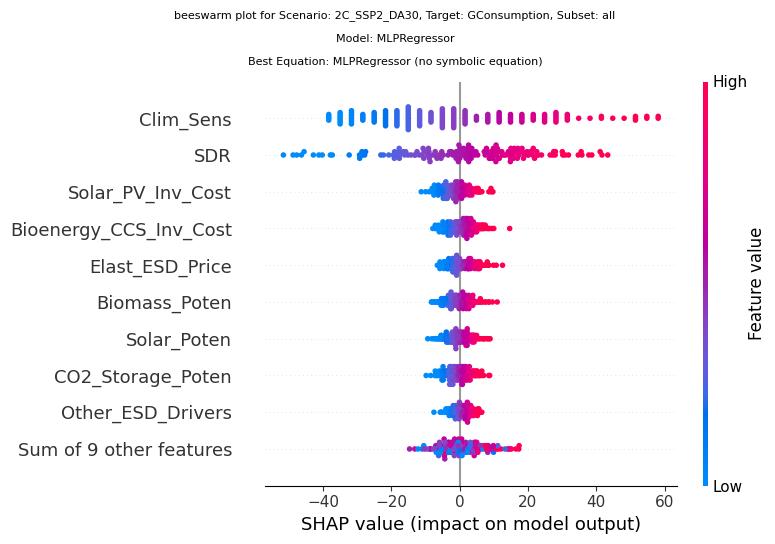 beeswarm plot for Scenario: 2C_SSP2_DA30, Target: GConsumption, Subset: all
Model: MLPRegressor
Best Equation: MLPRegressor (no symbolic equation)
High
Clim_Sens
SDR
Solar_PV_Inv_Cost
Bioenergy_CCS_Inv_Cost
Elast_ESD_Price
Biomass_Poten
Solar_Poten
CO2_Storage_Poten
Other_ESD_Drivers
Sum of 9 other features
Feature value
Low
−40 −20 0 20 40 60
SHAP value (impact on model output)